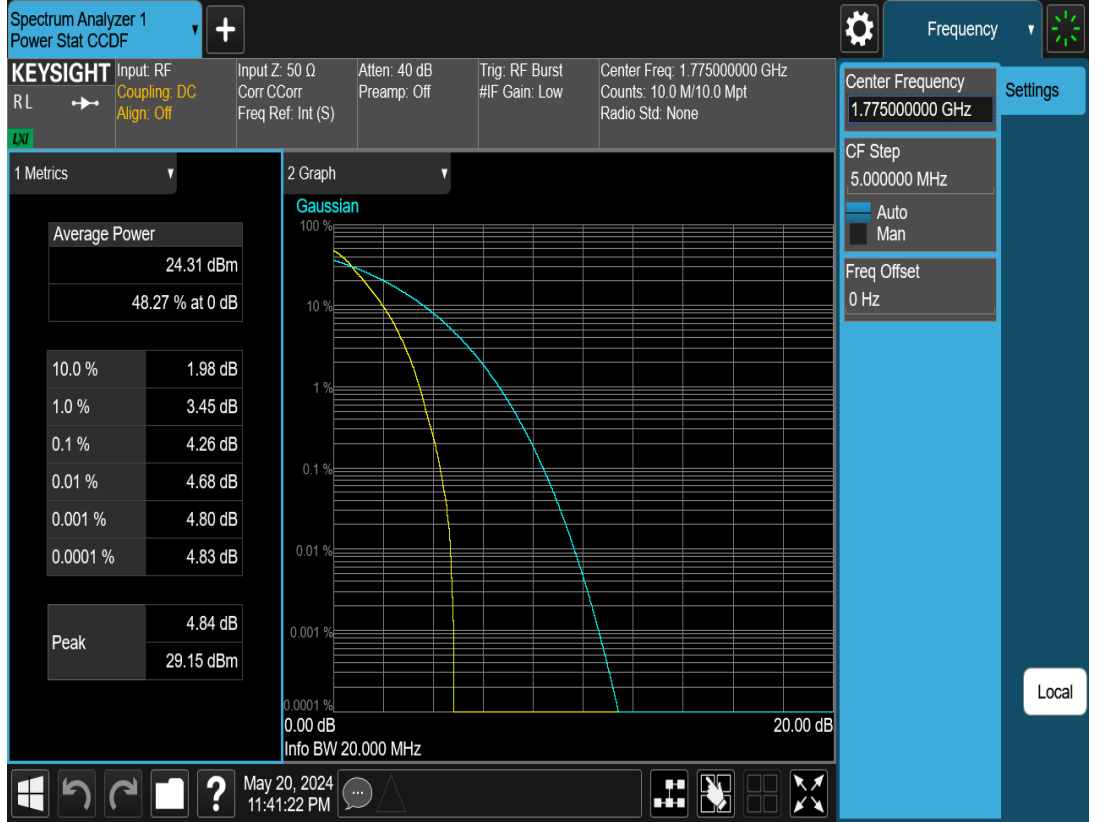 Spectrum Analyzer 1
Power Stat CCDF
+
Frequency
KEYSIGHT
RL
LXI
Input: RF
Coupling: DC
Align: Off
Input Z: 50 Ω
Corr CCorr
Freq Ref: Int (S)
Atten: 40 dB
Preamp: Off
Trig: RF Burst
#IF Gain: Low
Center Freq: 1.775000000 GHz
Counts: 10.0 M/10.0 Mpt
Radio Std: None
Center Frequency
1.775000000 GHz
Settings
CF Step
5.000000 MHz
Auto
Man
Freq Offset
0 Hz
Local
1 Metrics
Average Power
24.31 dBm
48.27 % at 0 dB
10.0 % 1.98 dB
1.0 % 3.45 dB
0.1 % 4.26 dB
0.01 % 4.68 dB
0.001 % 4.80 dB
0.0001 % 4.83 dB
Peak
4.84 dB
29.15 dBm
2 Graph
Gaussian
100 %
10 %
1 %
0.1 %
0.01 %
0.001 %
0.0001 %
0.00 dB 20.00 dB
Info BW 20.000 MHz
?
May 20, 2024
11:41:22 PM